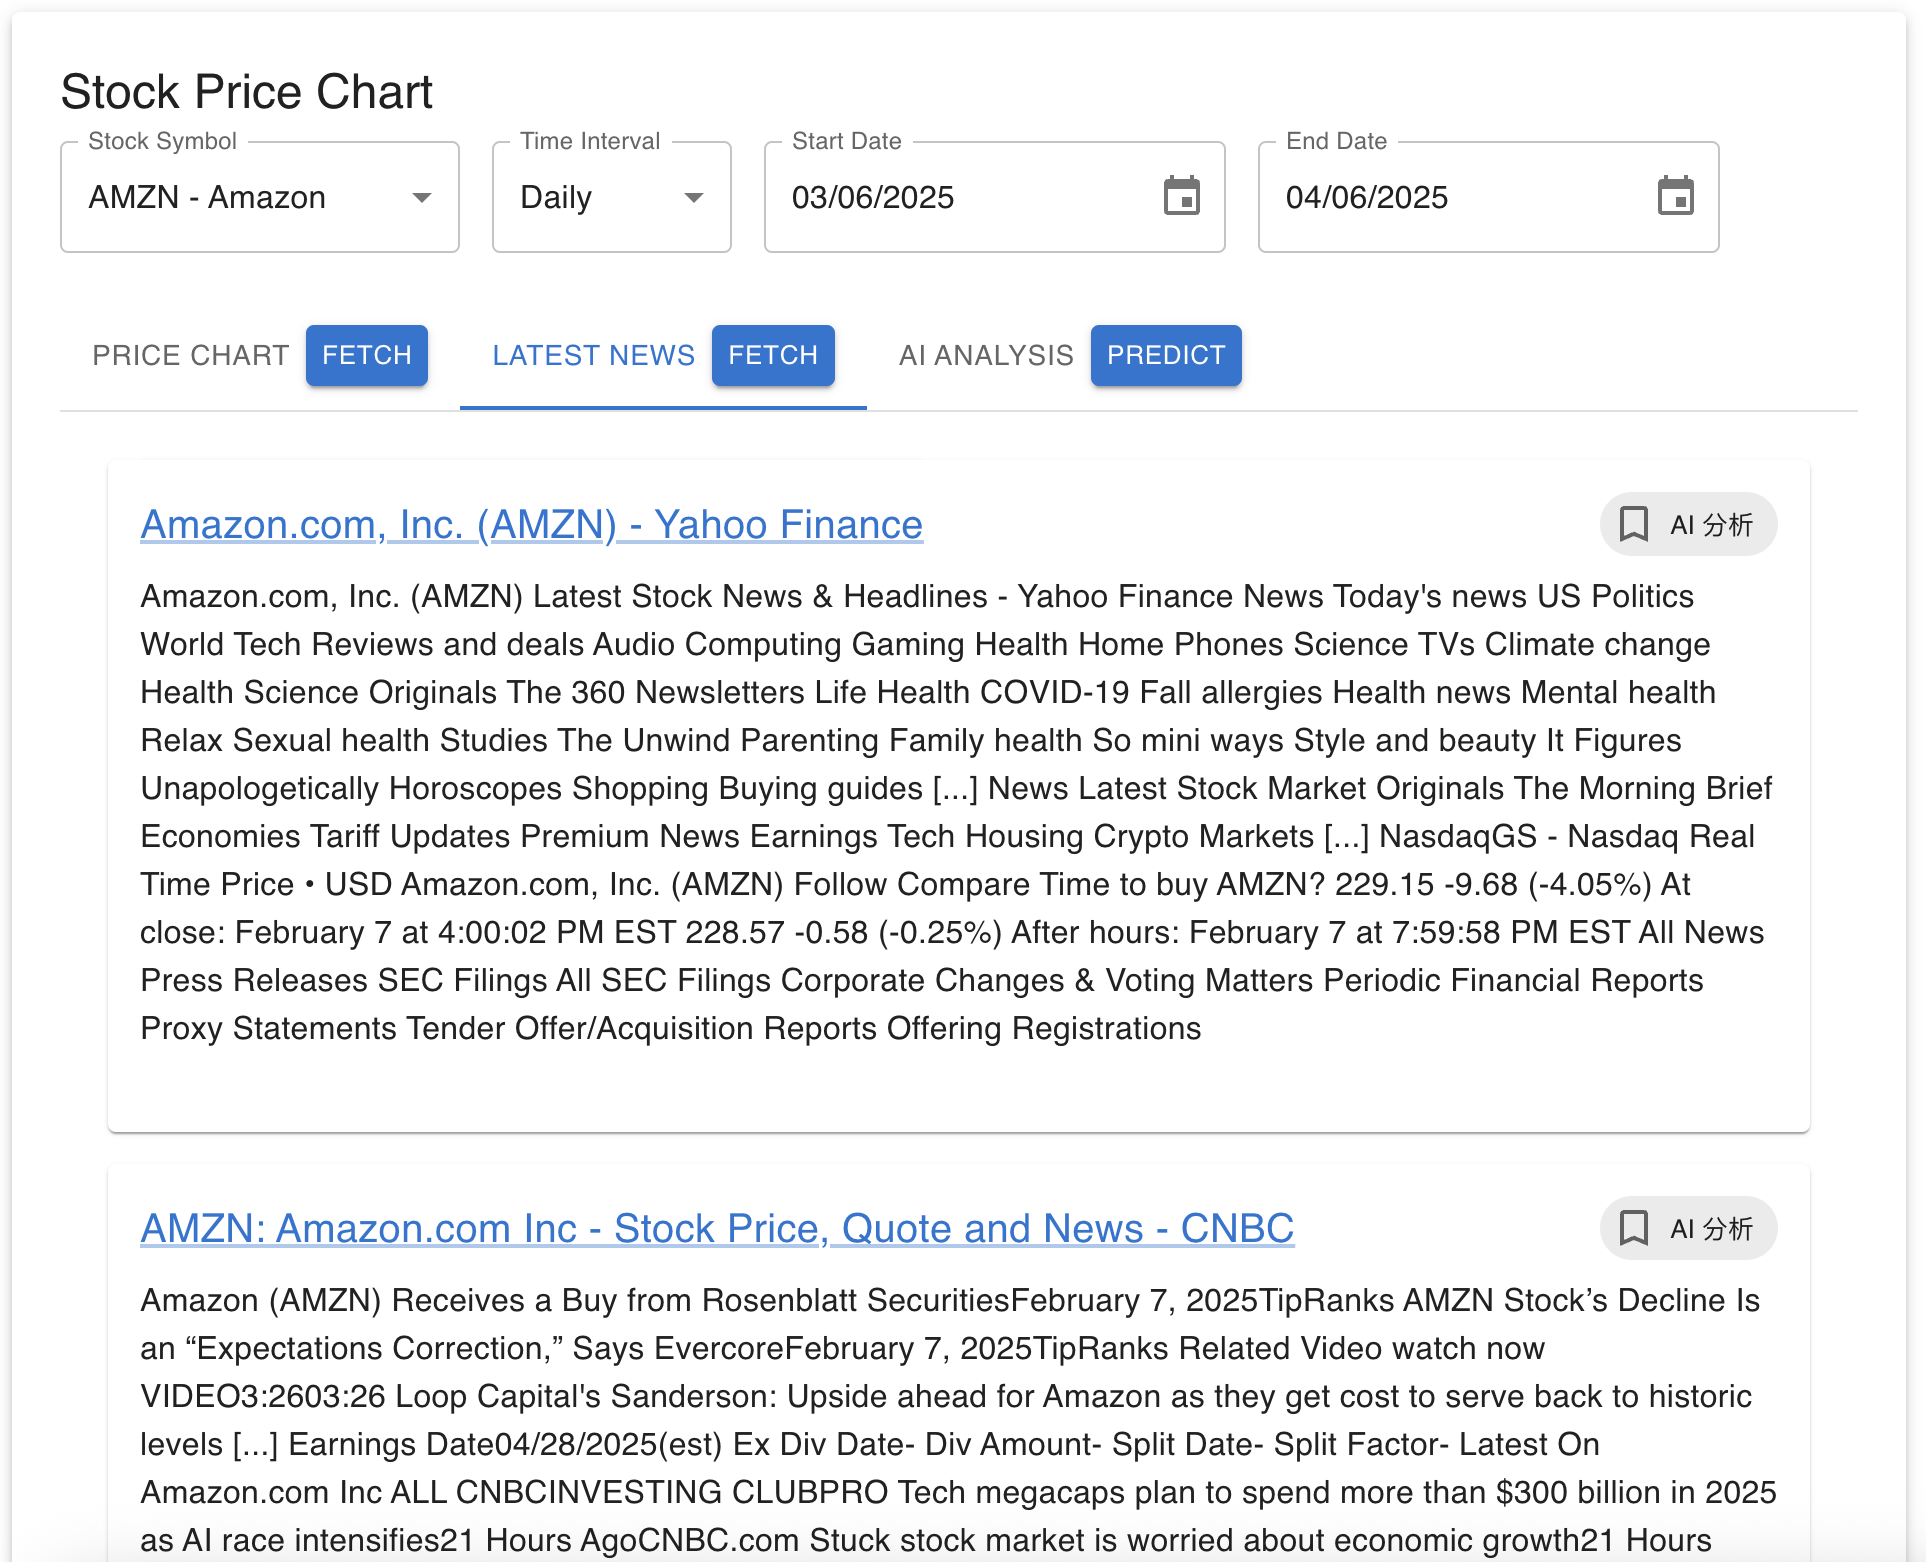 Stock Price Chart
Stock Symbol
AMZN - Amazon
Time Interval
Daily
Start Date
03/06/2025
End Date
04/06/2025
PRICE CHART
FETCH
LATEST NEWS
FETCH
AI ANALYSIS
PREDICT
Amazon.com, Inc. (AMZN) - Yahoo Finance
AI 分析
Amazon.com, Inc. (AMZN) Latest Stock News & Headlines - Yahoo Finance News Today's news US Politics
World Tech Reviews and deals Audio Computing Gaming Health Home Phones Science TVs Climate change
Health Science Originals The 360 Newsletters Life Health COVID-19 Fall allergies Health news Mental health
Relax Sexual health Studies The Unwind Parenting Family health So mini ways Style and beauty It Figures
Unapologetically Horoscopes Shopping Buying guides [...] News Latest Stock Market Originals The Morning Brief
Economies Tariff Updates Premium News Earnings Tech Housing Crypto Markets [...] NasdaqGS - Nasdaq Real
Time Price • USD Amazon.com, Inc. (AMZN) Follow Compare Time to buy AMZN? 229.15 -9.68 (-4.05%) At
close: February 7 at 4:00:02 PM EST 228.57 -0.58 (-0.25%) After hours: February 7 at 7:59:58 PM EST All News
Press Releases SEC Filings All SEC Filings Corporate Changes & Voting Matters Periodic Financial Reports
Proxy Statements Tender Offer/Acquisition Reports Offering Registrations
AMZN: Amazon.com Inc - Stock Price, Quote and News - CNBC
AI 分析
Amazon (AMZN) Receives a Buy from Rosenblatt SecuritiesFebruary 7, 2025TipRanks AMZN Stock’s Decline Is
an “Expectations Correction,” Says EvercoreFebruary 7, 2025TipRanks Related Video watch now
VIDEO3:2603:26 Loop Capital's Sanderson: Upside ahead for Amazon as they get cost to serve back to historic
levels [...] Earnings Date04/28/2025(est) Ex Div Date- Div Amount- Split Date- Split Factor- Latest On
Amazon.com Inc ALL CNBCINVESTING CLUBPRO Tech megacaps plan to spend more than $300 billion in 2025
as AI race intensifies21 Hours AgoCNBC.com Stuck stock market is worried about economic growth21 Hours